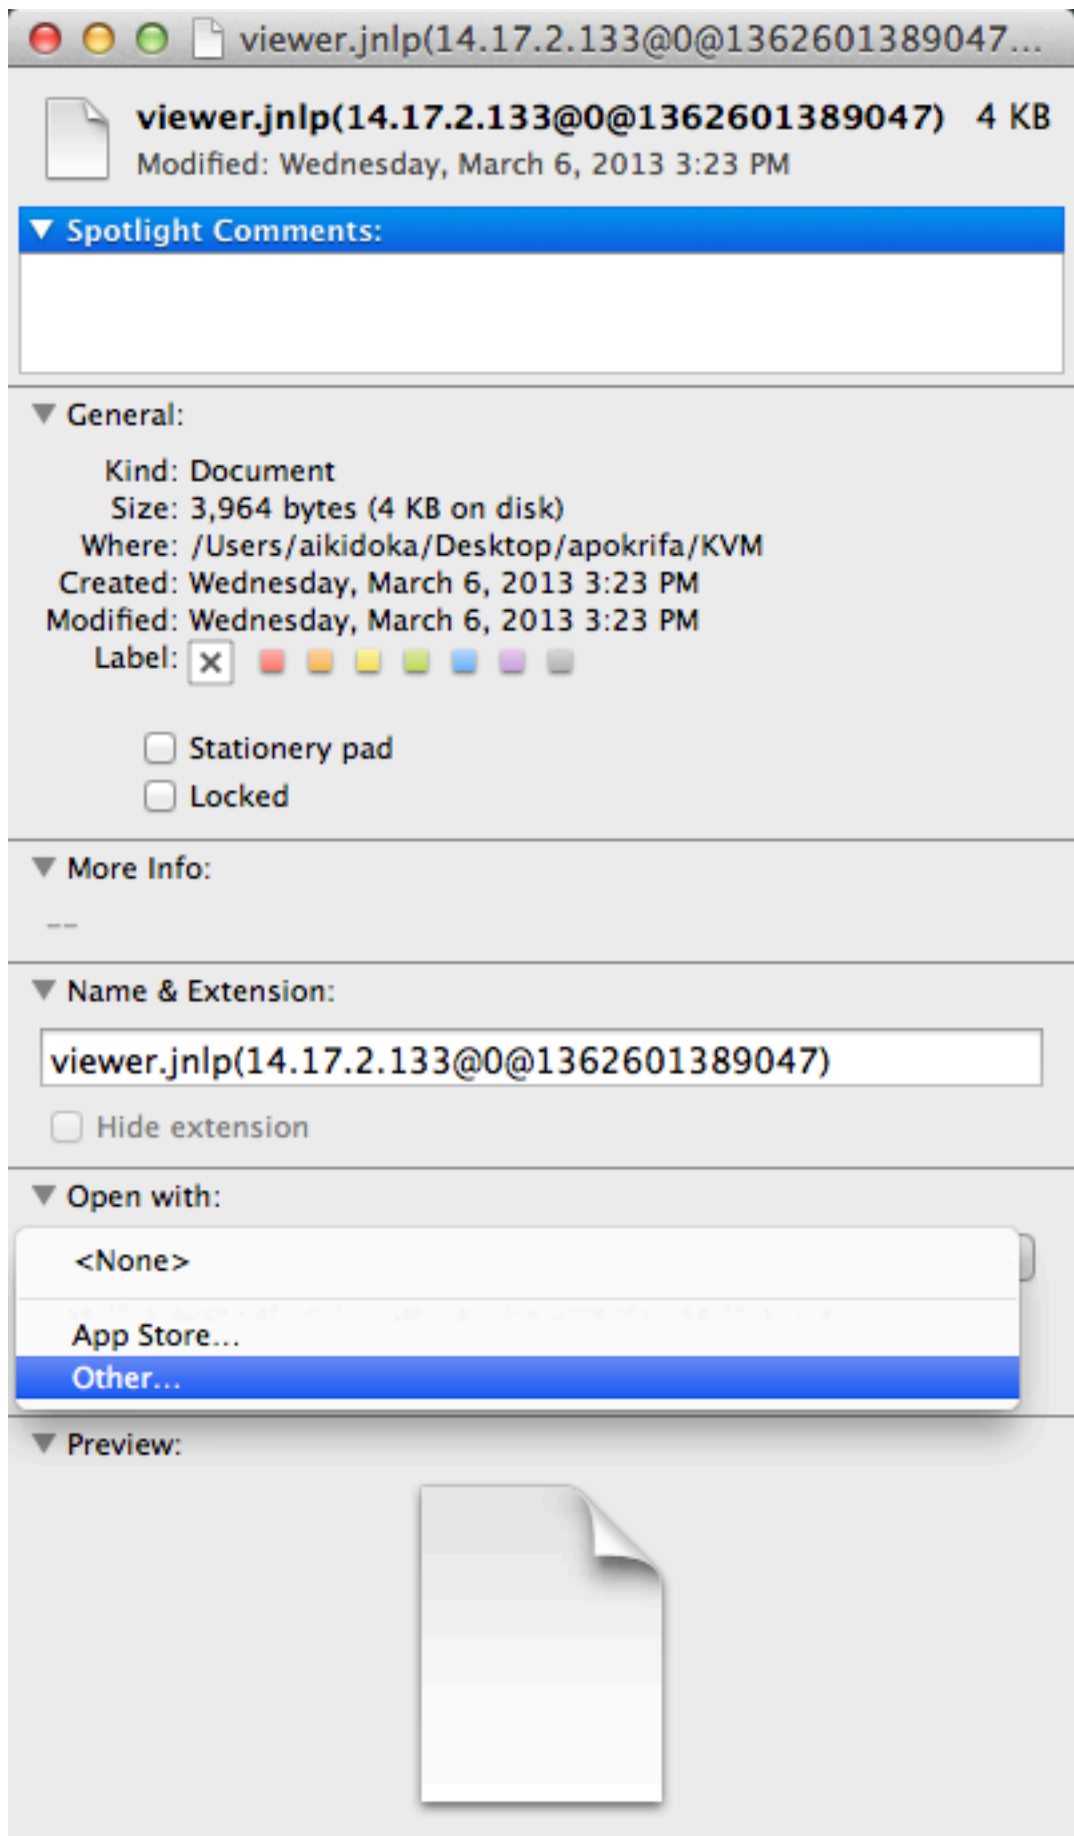 viewer.jnlp(14.17.2.133@0@1362601389047...
viewer.jnlp(14.17.2.133@0@1362601389047) 4 KB
Modified: Wednesday, March 6, 2013 3:23 PM
Spotlight Comments:
General:
Kind: Document
Size: 3,964 bytes (4 KB on disk)
Where: /Users/aikidoka/Desktop/apokrifa/KVM
Created: Wednesday, March 6, 2013 3:23 PM
Modified: Wednesday, March 6, 2013 3:23 PM
Label:
Stationery pad
Locked
More Info:
--
Name & Extension:
viewer.jnlp(14.17.2.133@0@1362601389047)
Hide extension
Open with:
<None>
App Store...
Other...
Preview: